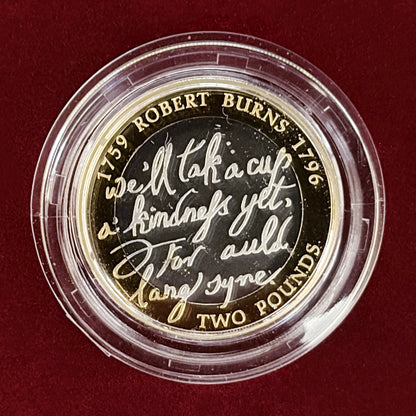 1759 ROBERT BURNS 1796
we'll tak a cup
a kindness yet,
for auld
lang syne
TWO POUNDS